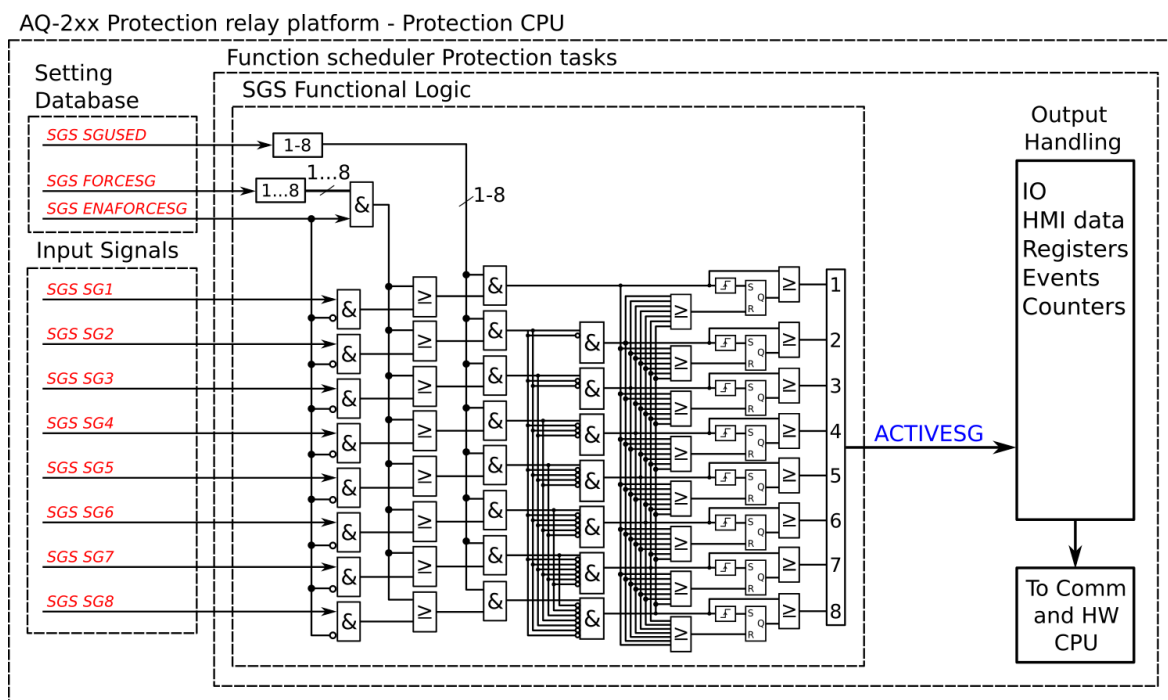 AQ-2xx Protection relay platform - Protection CPU
Function scheduler Protection tasks
Setting
Database
SGS Functional Logic
SGS SGUSED
1-8
SGS FORCESG
1...8
1...8
&
1-8
SGS ENAFORCESG
Input Signals
SGS SG1
& ≥ & ≥ S Q R ≥ 1
SGS SG2
& ≥ & & ≥ S Q R ≥ 2
SGS SG3
& ≥ & & ≥ S Q R ≥ 3
SGS SG4
& ≥ & & ≥ S Q R ≥ 4
SGS SG5
& ≥ & & ≥ S Q R ≥ 5
SGS SG6
& ≥ & & ≥ S Q R ≥ 6
SGS SG7
& ≥ & & ≥ S Q R ≥ 7
SGS SG8
& ≥ & & ≥ S Q R ≥ 8
ACTIVESG
Output
Handling
IO
HMI data
Registers
Events
Counters
To Comm
and HW
CPU